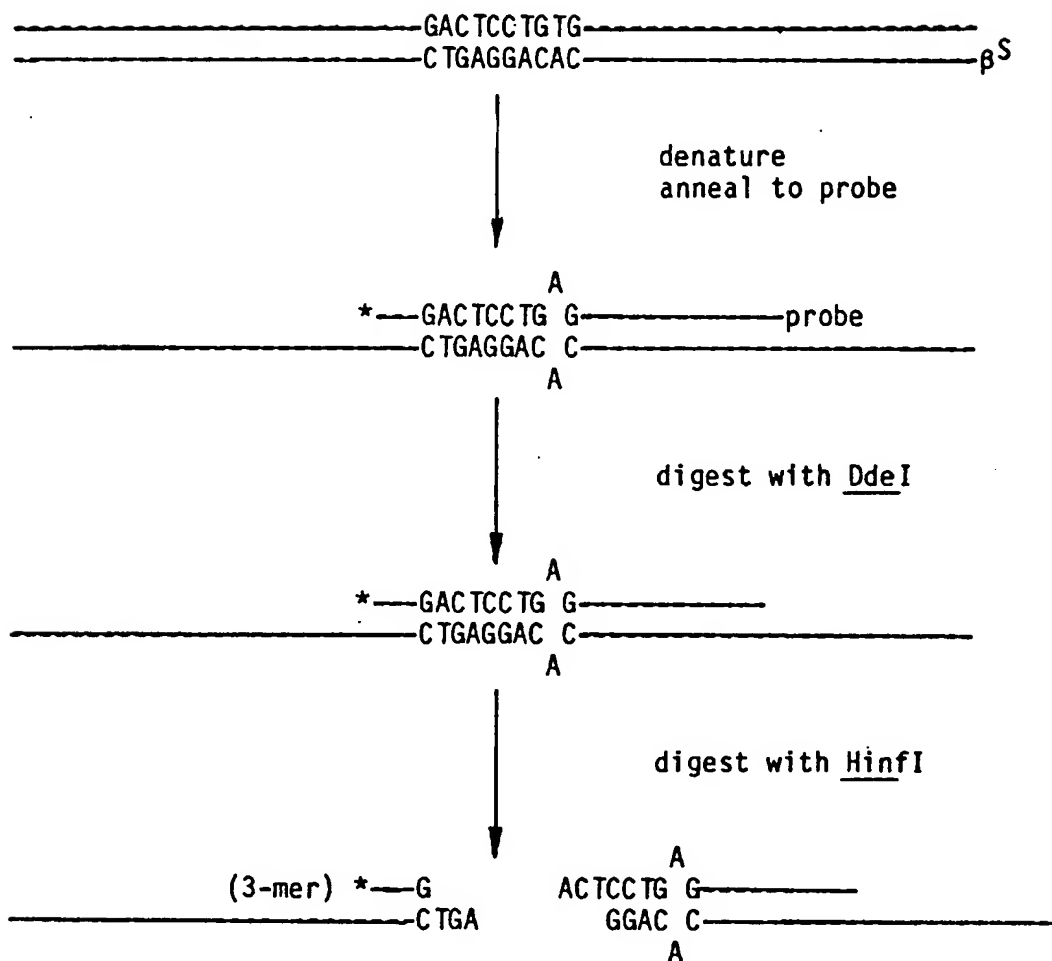 GACTCCTGTG
CTGAGGACAC βS
denature
anneal to probe
A
* GACTCCTG G probe
CTGAGGAC C
A
digest with DdeI
A
* GACTCCTG G
CTGAGGAC C
A
digest with HinfI
A
(3-mer) * G ACTCCTG G
CTGA GGAC C
A